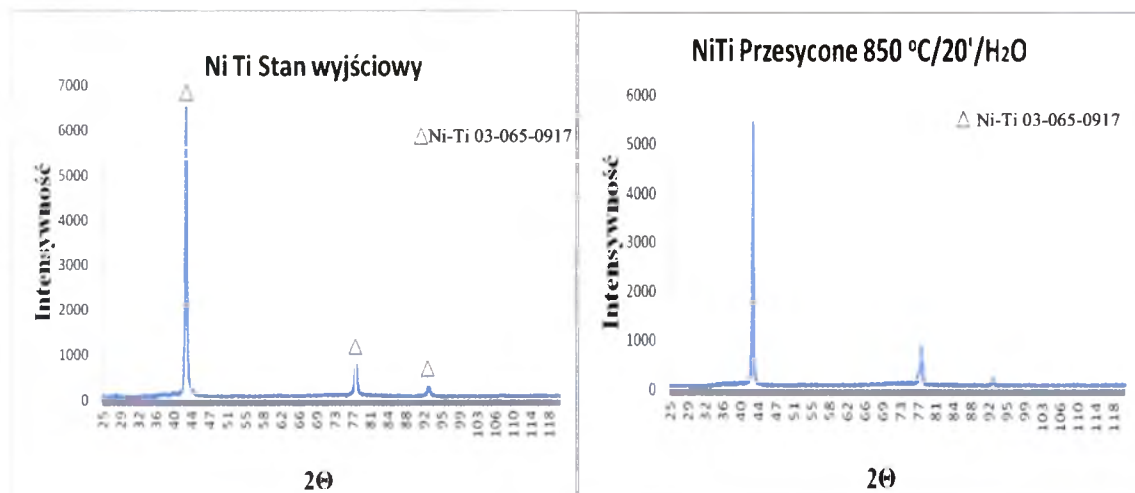 Ni Ti Stan wyjściowy
7000
6000
5000
4000
3000
2000
1000
0
Intensywność
△Ni-Ti 03-065-0917
25 29 32 36 40 44 47 51 55 58 62 66 69 73 77 81 84 88 92 95 99 103 106 110 114 118
2Θ
NiTi Przesycone 850 °C/20'/H₂O
6000
5000
4000
3000
2000
1000
0
Intensywność
△ Ni-Ti 03-065-0917
25 29 32 36 40 44 47 51 55 58 62 66 69 73 77 81 84 88 92 95 99 103 106 110 114 118
2Θ